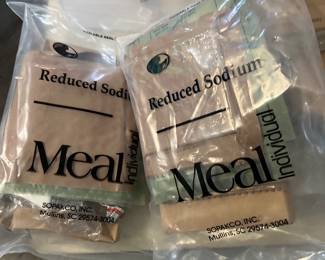 Reduced Sodi
Meal
Individual
SOPAKCO, INC.
Mullins, SC 29574-3004
Reduced Sodium
Meal
Individual
SOPAKCO, INC.
Mullins, SC 29574-3004